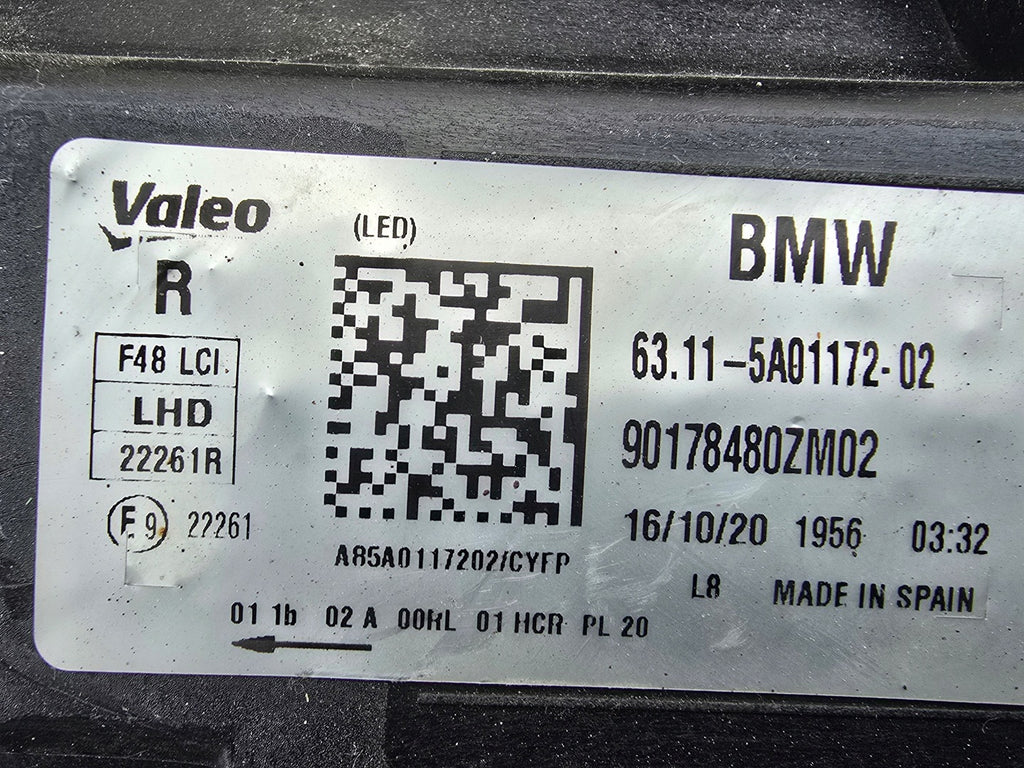 Valeo
(LED)
BMW
R
F48 LCI
LHD
22261R
E9 22261
63.11-5A01172-02
90178480ZM02
16/10/20 1956 03:32
L8 MADE IN SPAIN
A85A0117202/CYFP
01 1b 02 A 00RL 01 HCR PL 20